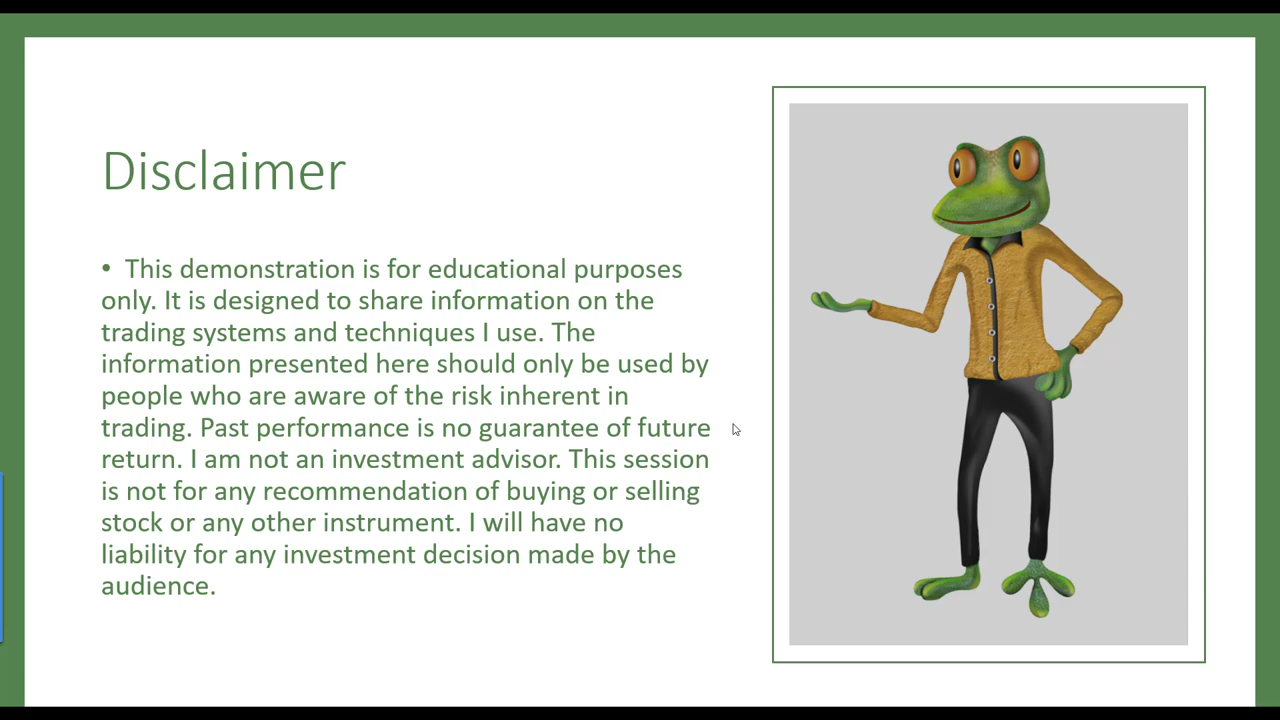 Disclaimer
• This demonstration is for educational purposes
only. It is designed to share information on the
trading systems and techniques I use. The
information presented here should only be used by
people who are aware of the risk inherent in
trading. Past performance is no guarantee of future
return. I am not an investment advisor. This session
is not for any recommendation of buying or selling
stock or any other instrument. I will have no
liability for any investment decision made by the
audience.